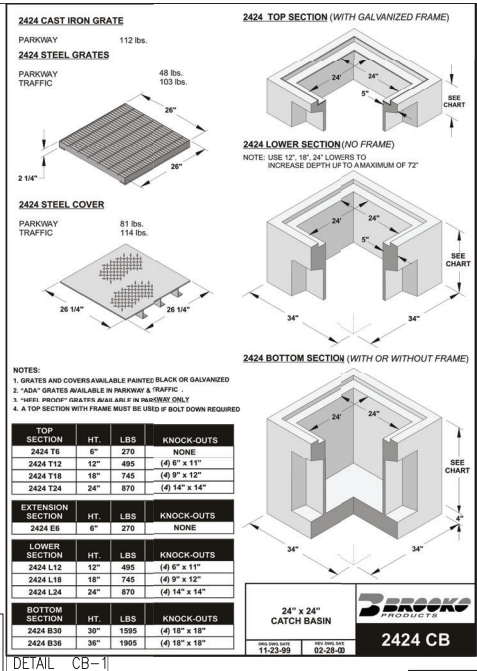 2424 CAST IRON GRATE
PARKWAY 112 lbs.
2424 STEEL GRATES
PARKWAY 48 lbs.
TRAFFIC 103 lbs.
26"
26"
2 1/4"
2424 STEEL COVER
PARKWAY 81 lbs.
TRAFFIC 114 lbs.
26 1/4"
26 1/4"
2424 TOP SECTION (WITH GALVANIZED FRAME)
24'
24"
5"
SEE
CHART
2424 LOWER SECTION (NO FRAME)
NOTE: USE 12", 18", 24" LOWERS TO
INCREASE DEPTH UP TO A MAXIMUM OF 72"
24'
24"
5"
SEE
CHART
34"
34"
2424 BOTTOM SECTION (WITH OR WITHOUT FRAME)
24'
24"
SEE
CHART
4"
34"
34"
NOTES:
1. GRATES AND COVERS AVAILABLE PAINTED BLACK OR GALVANIZED
2. "ADA" GRATES AVAILABLE IN PARKWAY & TRAFFIC .
3. "HEEL PROOF" GRATES AVAILABLE IN PARKWAY ONLY
4. A TOP SECTION WITH FRAME MUST BE USED IF BOLT DOWN REQUIRED
TOP
SECTION HT. LBS KNOCK-OUTS
2424 T6 6" 270 NONE
2424 T12 12" 495 (4) 6" x 11"
2424 T18 18" 745 (4) 9" x 12"
2424 T24 24" 870 (4) 14" x 14"
EXTENSION
SECTION HT. LBS KNOCK-OUTS
2424 E6 6" 270 NONE
LOWER
SECTION HT. LBS KNOCK-OUTS
2424 L12 12" 495 (4) 6" x 11"
2424 L18 18" 745 (4) 9" x 12"
2424 L24 24" 870 (4) 14" x 14"
BOTTOM
SECTION HT. LBS KNOCK-OUTS
2424 B30 30" 1595 (4) 18" x 18"
2424 B36 36" 1905 (4) 18" x 18"
24" x 24"
CATCH BASIN
BROOKS
PRODUCTS
ORG. DWG. DATE
11-23-99
REV. DWG. DATE
02-28-00
2424 CB
DETAIL CB-1